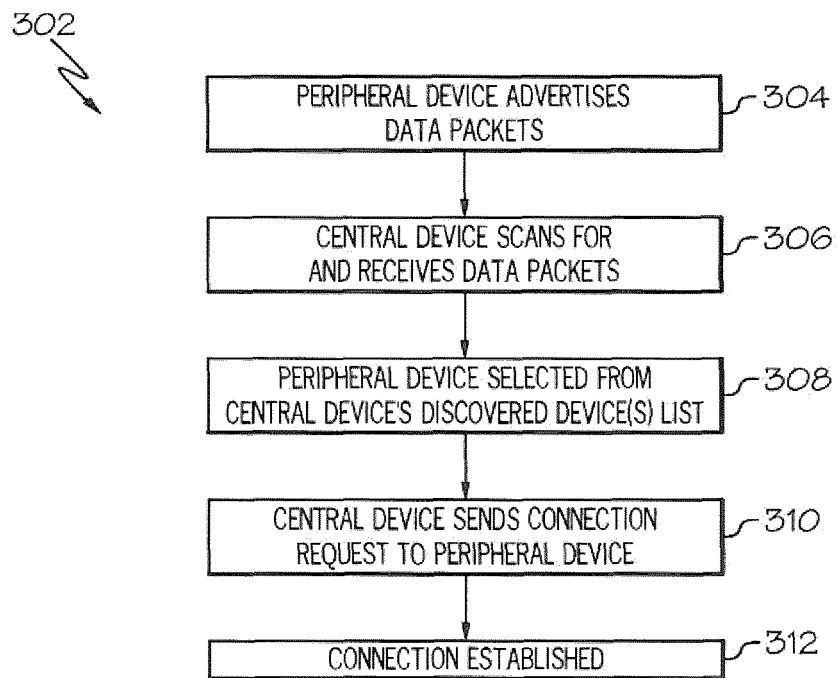 302
PERIPHERAL DEVICE ADVERTISES
DATA PACKETS
304
CENTRAL DEVICE SCANS FOR
AND RECEIVES DATA PACKETS
306
PERIPHERAL DEVICE SELECTED FROM
CENTRAL DEVICE'S DISCOVERED DEVICE(S) LIST
308
CENTRAL DEVICE SENDS CONNECTION
REQUEST TO PERIPHERAL DEVICE
310
CONNECTION ESTABLISHED
312